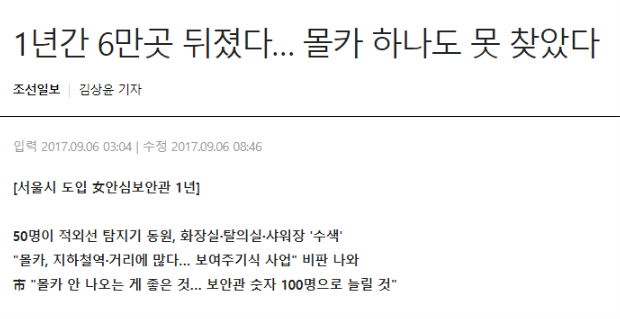 1년간 6만곳 뒤졌다... 몰카 하나도 못 찾았다
조선일보 | 김상윤 기자
입력 2017.09.06 03:04 | 수정 2017.09.06 08:46
[서울시 도입 女안심보안관 1년]
50명이 적외선 탐지기 동원, 화장실·탈의실·샤워장 '수색'
"몰카, 지하철역·거리에 많다... 보여주기식 사업" 비판 나와
市 "몰카 안 나오는 게 좋은 것... 보안관 숫자 100명으로 늘릴 것"